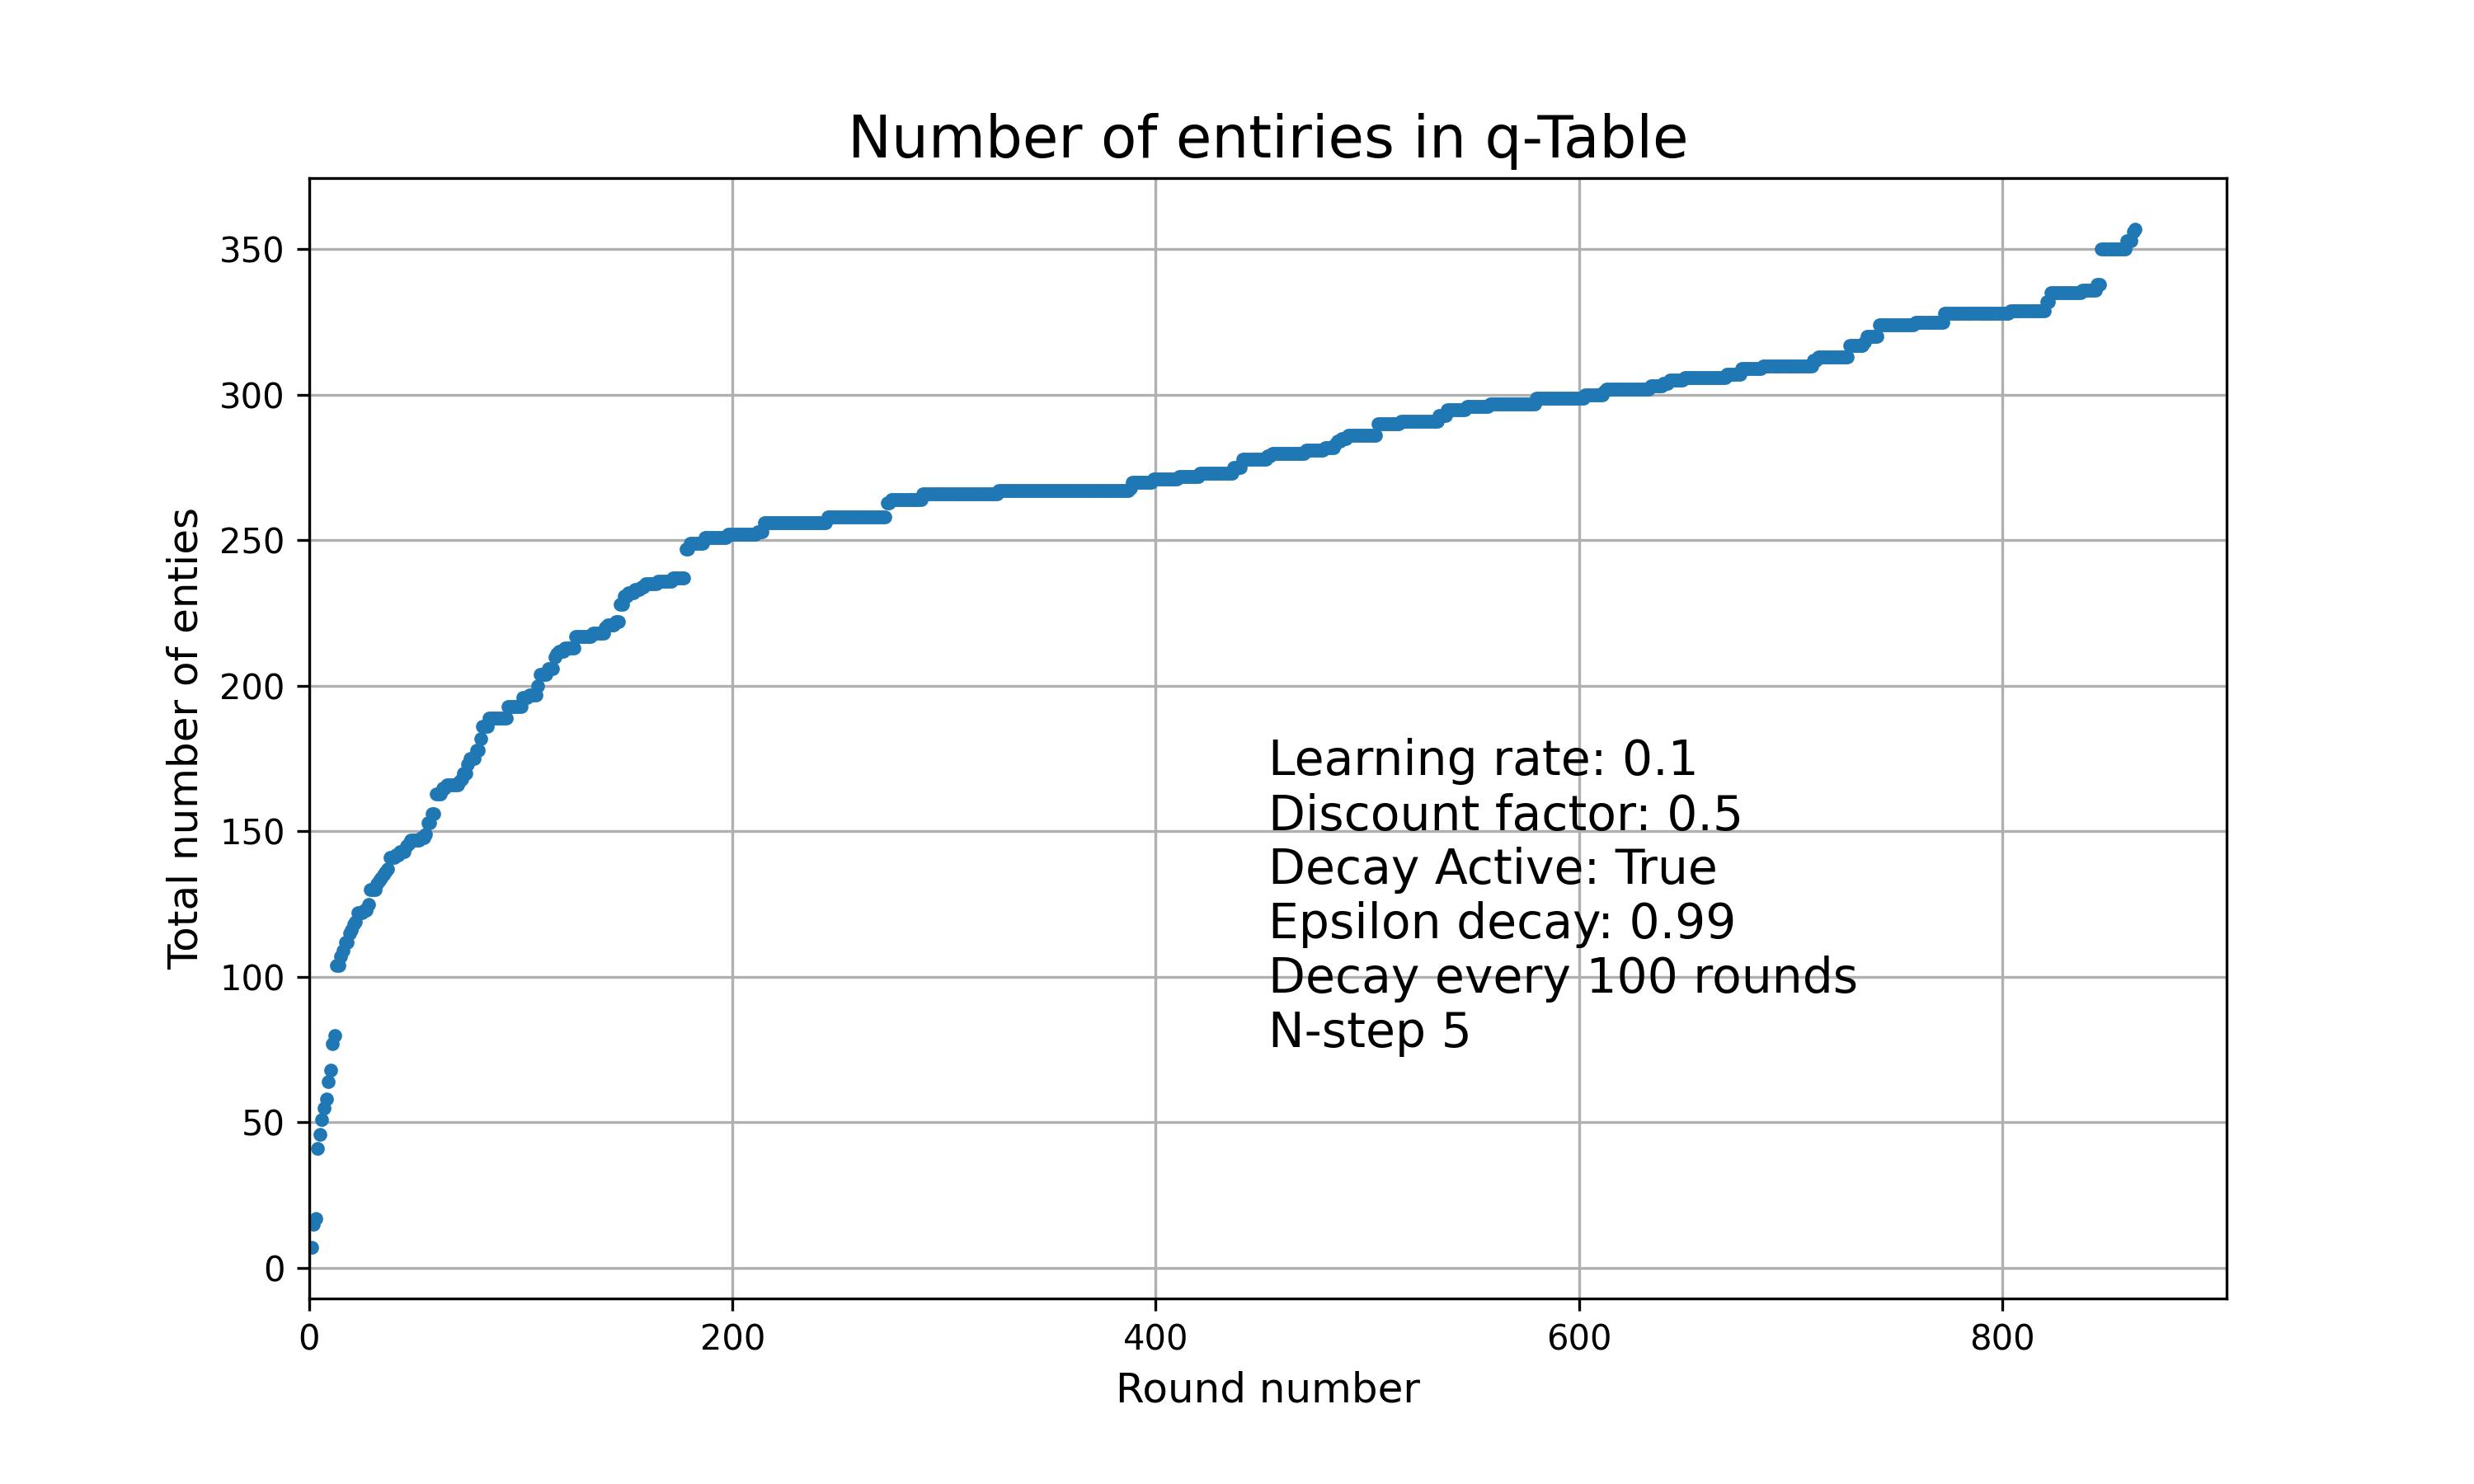 Number of entiries in q-Table
350
300
250
200
150
100
50
0
Total number of enties
Learning rate: 0.1
Discount factor: 0.5
Decay Active: True
Epsilon decay: 0.99
Decay every 100 rounds
N-step 5
0 200 400 600 800
Round number